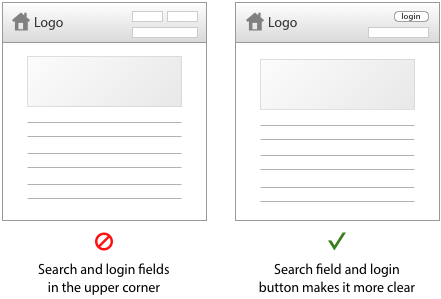 Logo
Logo
login
Search and login fields
in the upper corner
Search field and login
button makes it more clear